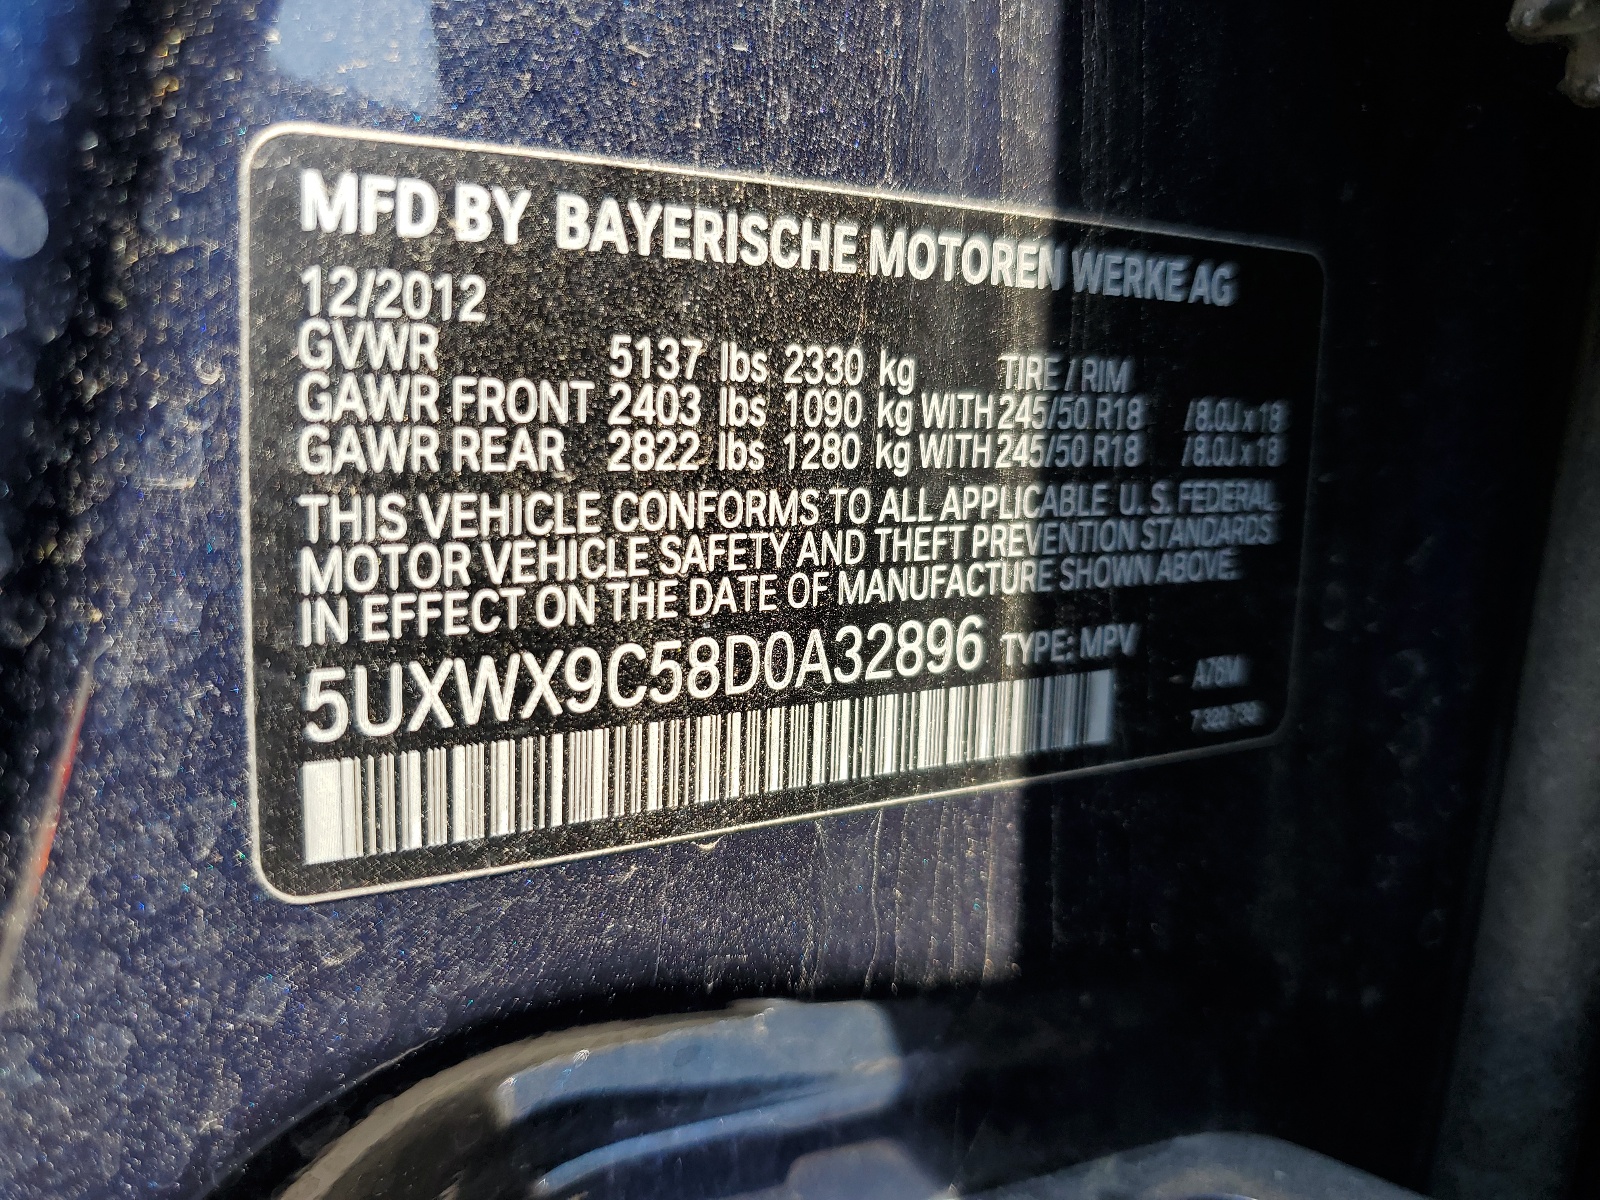 MFD BY BAYERISCHE MOTOREN WERKE AG
12/2012
GVWR 5137 lbs 2330 kg TIRE / RIM
GAWR FRONT 2403 lbs 1090 kg WITH 245/50 R18 /8.0J x 18
GAWR REAR 2822 lbs 1280 kg WITH 245/50 R18 /8.0J x 18
THIS VEHICLE CONFORMS TO ALL APPLICABLE U. S. FEDERAL
MOTOR VEHICLE SAFETY AND THEFT PREVENTION STANDARDS
IN EFFECT ON THE DATE OF MANUFACTURE SHOWN ABOVE.
5UXWX9C58D0A32896 TYPE: MPV